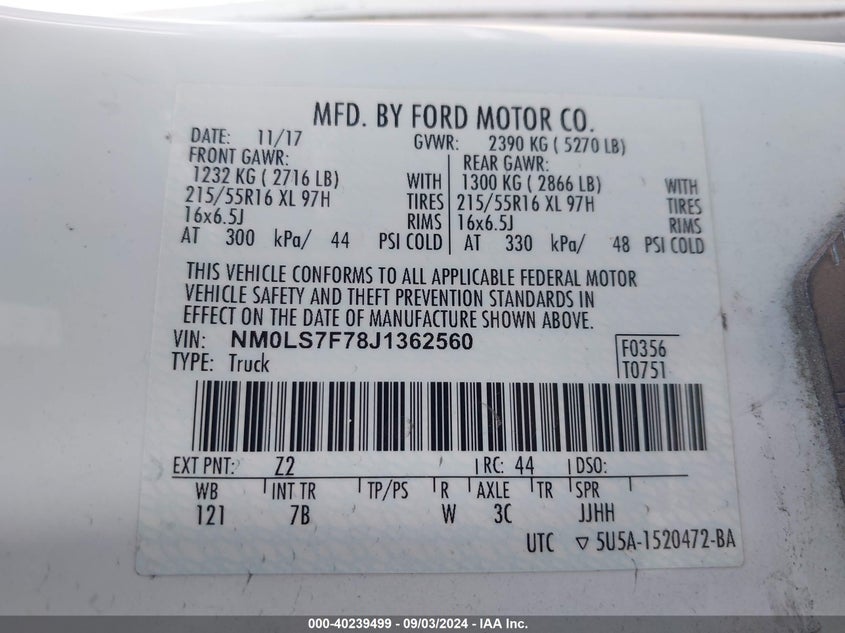 MFD. BY FORD MOTOR CO.
DATE: 11/17 GVWR: 2390 KG ( 5270 LB)
FRONT GAWR: REAR GAWR:
1232 KG ( 2716 LB) WITH 1300 KG ( 2866 LB) WITH
215/55R16 XL 97H TIRES 215/55R16 XL 97H TIRES
16x6.5J RIMS 16x6.5J RIMS
AT 300 kPa/ 44 PSI COLD AT 330 kPa/ 48 PSI COLD
THIS VEHICLE CONFORMS TO ALL APPLICABLE FEDERAL MOTOR
VEHICLE SAFETY AND THEFT PREVENTION STANDARDS IN
EFFECT ON THE DATE OF MANUFACTURE SHOWN ABOVE.
VIN: NM0LS7F78J1362560 F0356
TYPE: Truck T0751
EXT PNT: Z2 RC: 44 DSO:
WB INT TR TP/PS R AXLE TR SPR
121 7B W 3C JJHH
UTC ▽ 5U5A-1520472-BA
000-40239499 - 09/03/2024 - IAA Inc.